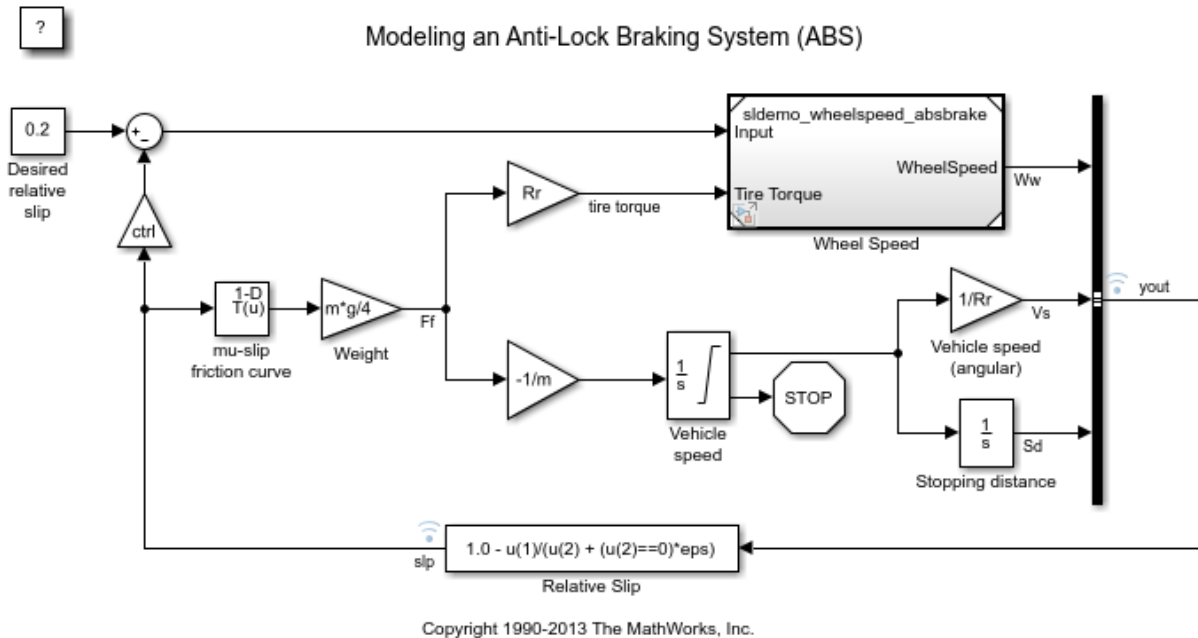 ?
Modeling an Anti-Lock Braking System (ABS)
0.2
Desired
relative
slip
+
-
ctrl
sldemo_wheelspeed_absbrake
Input
WheelSpeed
Tire Torque
Wheel Speed
Ww
Rr
tire torque
1-D
T(u)
mu-slip
friction curve
m*g/4
Weight
Ff
-1/m
1
s
Vehicle
speed
STOP
1/Rr
Vs
Vehicle speed
(angular)
1
s
Sd
Stopping distance
yout
slp
1.0 - u(1)/(u(2) + (u(2)==0)*eps)
Relative Slip
Copyright 1990-2013 The MathWorks, Inc.